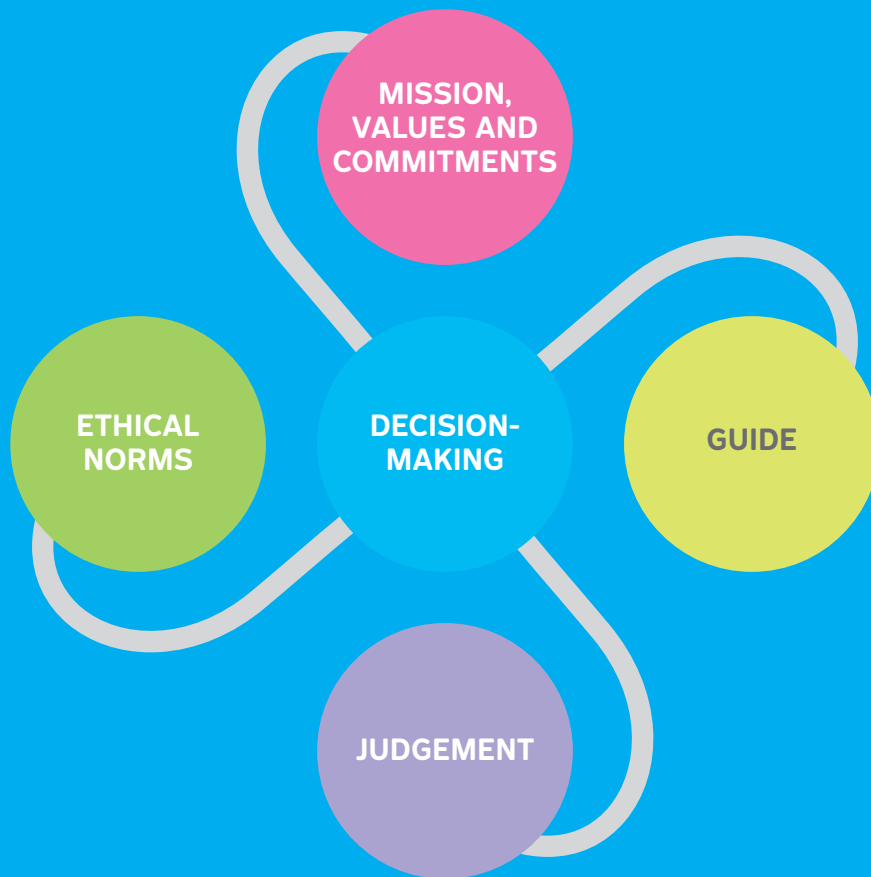 MISSION,
VALUES AND
COMMITMENTS
ETHICAL
NORMS
DECISION-
MAKING
GUIDE
JUDGEMENT